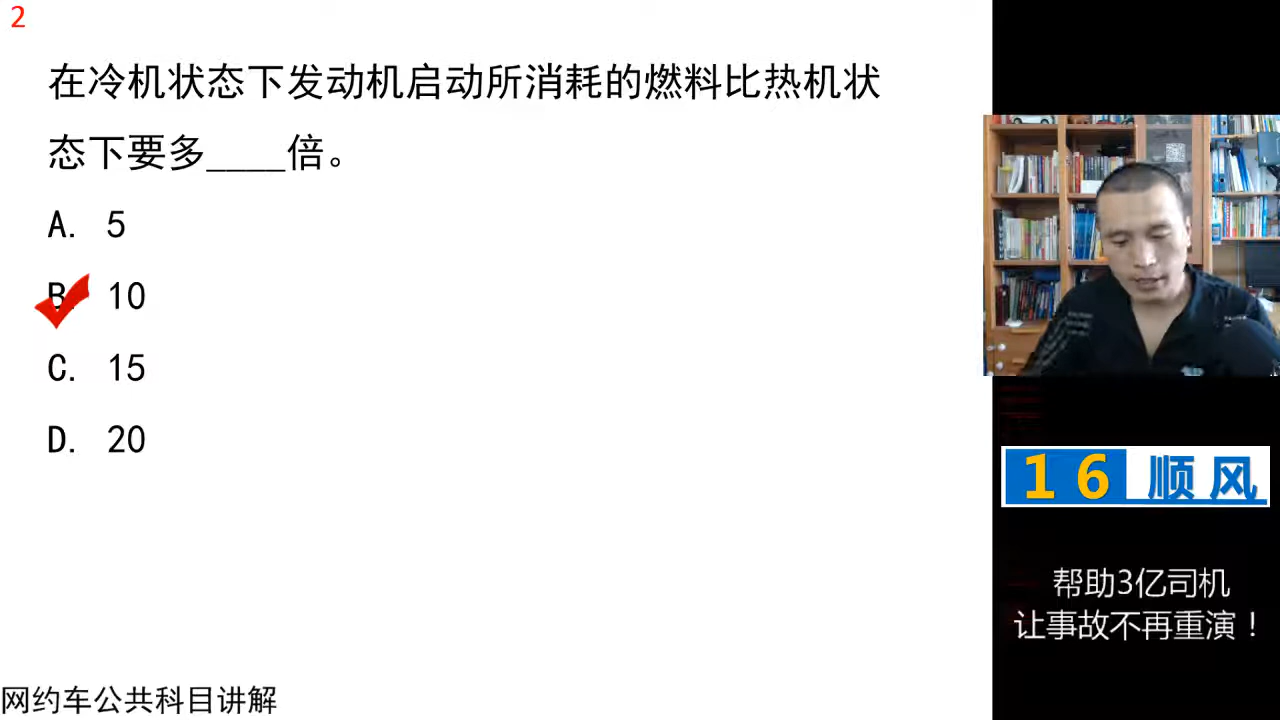 2
在冷机状态下发动机启动所消耗的燃料比热机状
态下要多____倍。
A. 5
B. 10
C. 15
D. 20
16顺风
帮助3亿司机
让事故不再重演！
网约车公共科目讲解